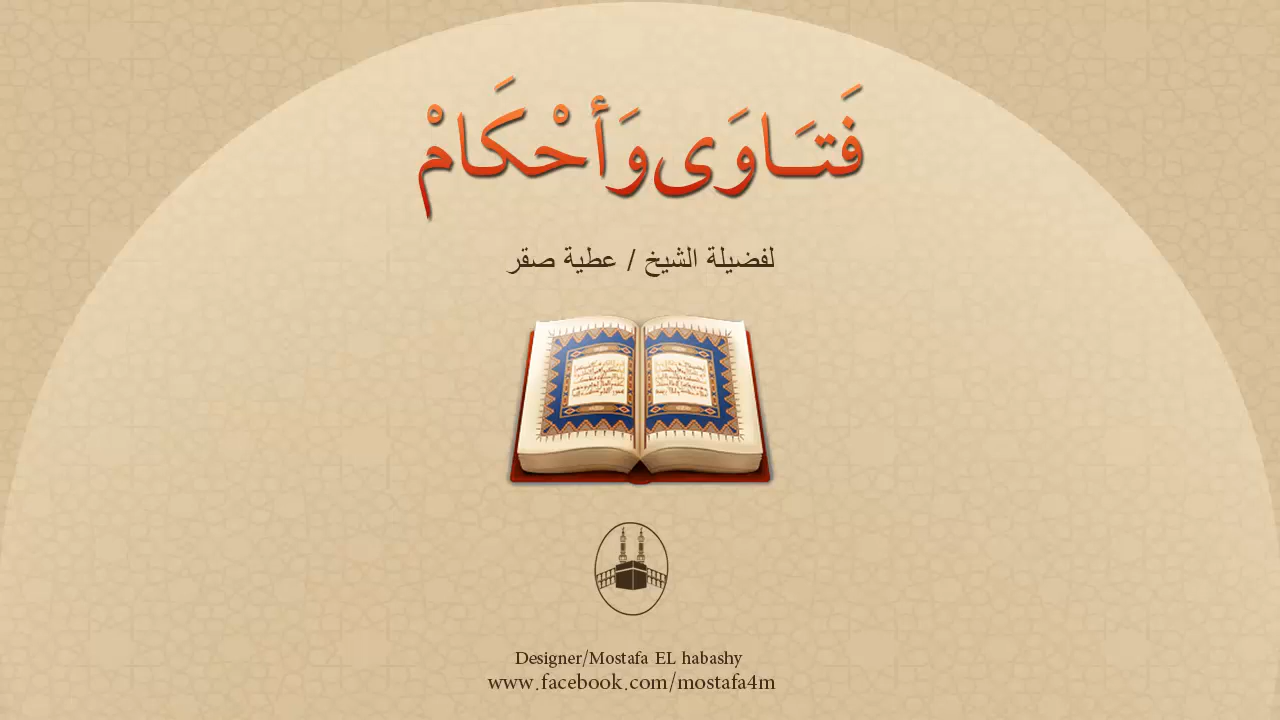 فَتَاوَى وَأَحْكَامْ
لفضيلة الشيخ / عطية صقر
Designer/Mostafa EL habashy
www.facebook.com/mostafa4m